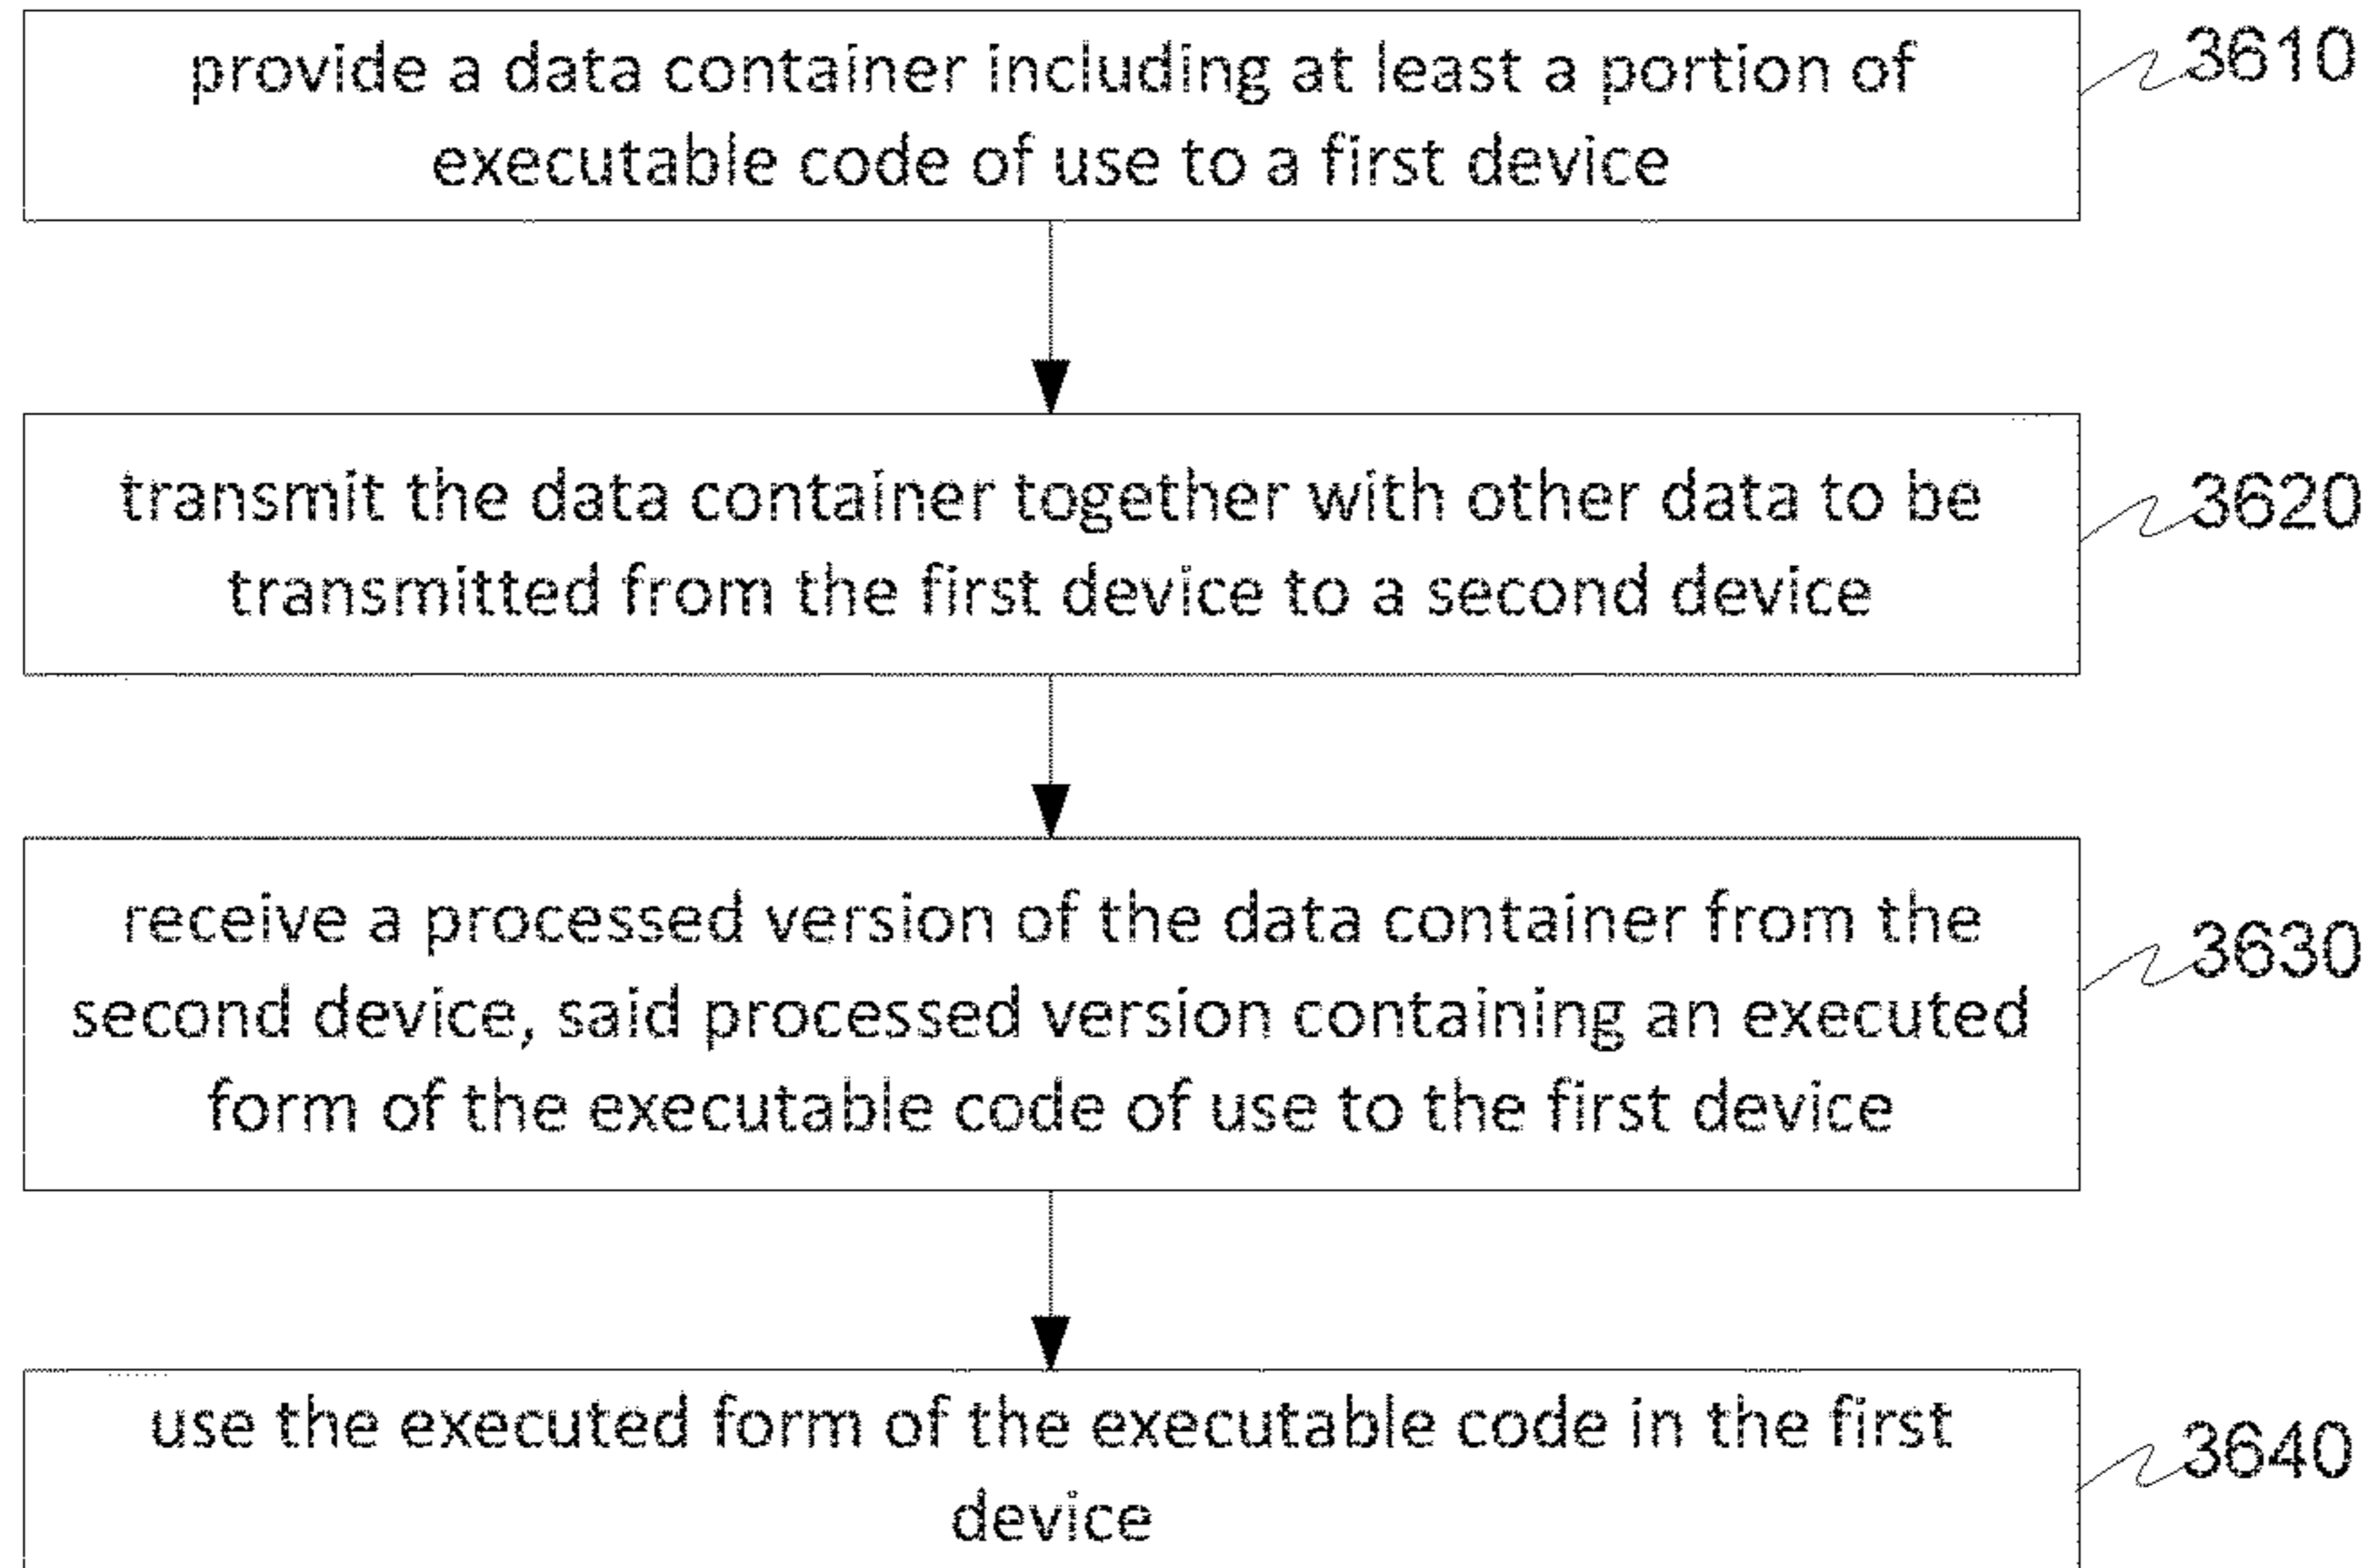 provide a data container including at least a portion of
executable code of use to a first device
3610
transmit the data container together with other data to be
transmitted from the first device to a second device
3620
receive a processed version of the data container from the
second device, said processed version containing an executed
form of the executable code of use to the first device
3630
use the executed form of the executable code in the first
device
3640